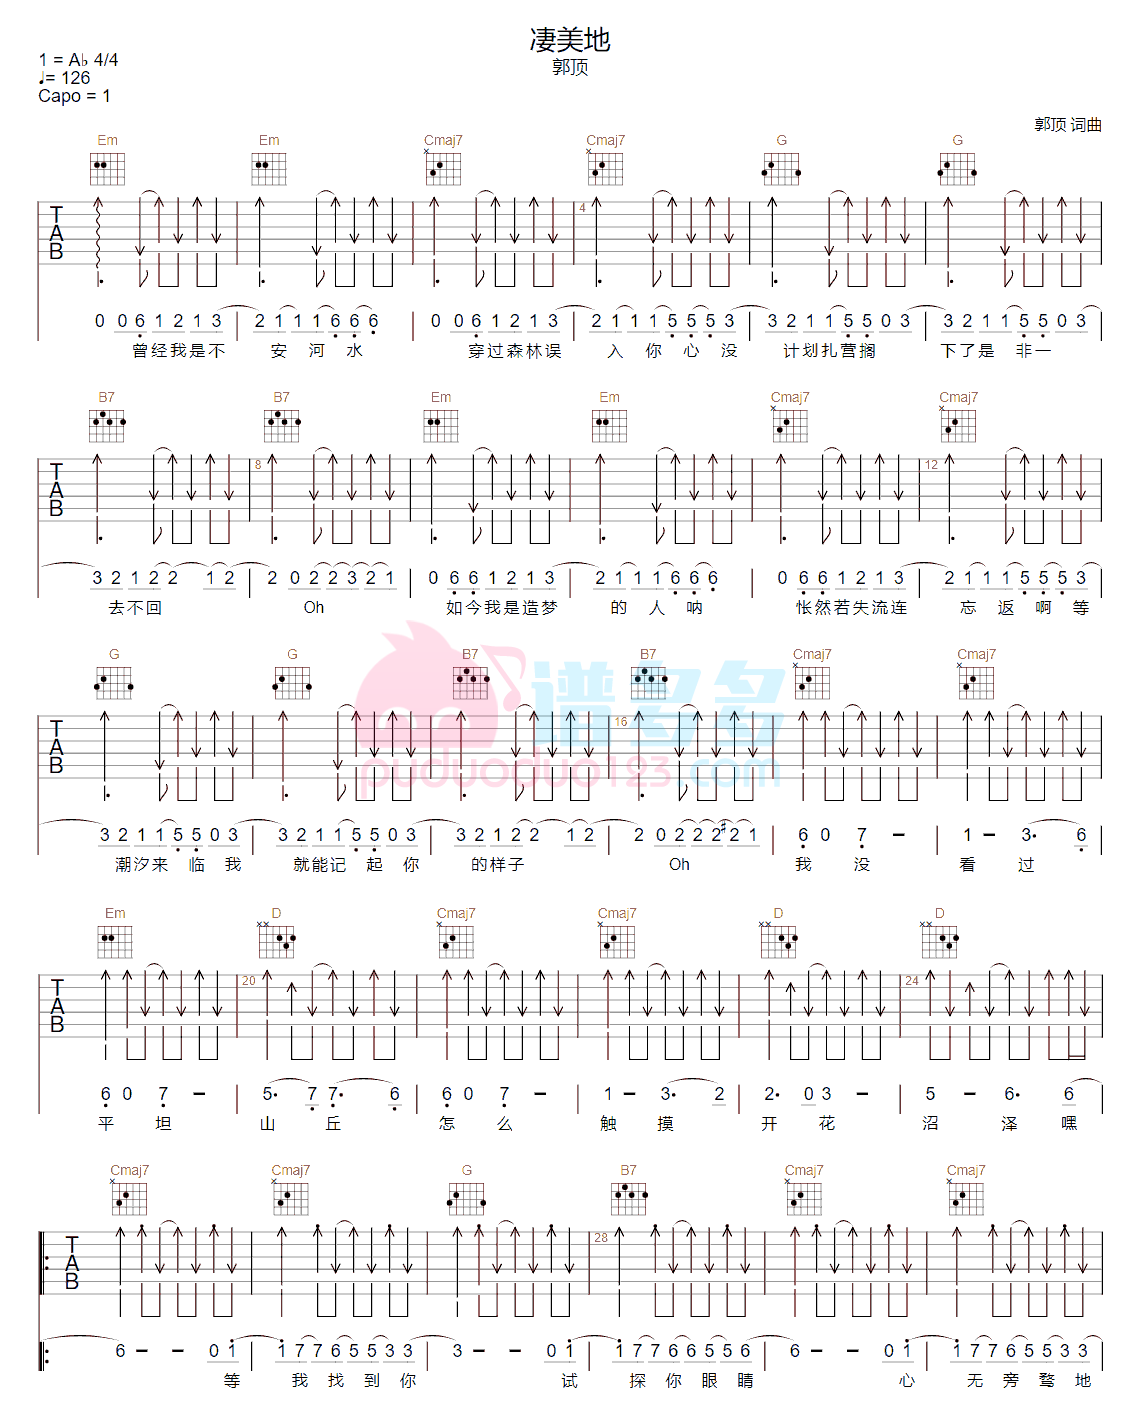 凄美地
郭顶
1 = A♭ 4/4
♩= 126
Capo = 1
郭顶 词曲
Em Em Cmaj7 Cmaj7 G G
T A B
4
0 0 6 1 2 1 3 2 1 1 1 6 6 6 0 0 6 1 2 1 3 2 1 1 1 5 5 5 3 3 2 1 1 5 5 0 3 3 2 1 1 5 5 0 3
曾经我是不 安 河 水 穿过森林误 入 你 心 没 计划扎营搁 下了是 非一
B7 B7 Em Em Cmaj7 Cmaj7
T A B
8 12
3 2 1 2 2 1 2 2 0 2 2 3 2 1 0 6 6 1 2 1 3 2 1 1 1 6 6 6 0 6 6 1 2 1 3 2 1 1 1 5 5 5 3
去不回 Oh 如今我是造梦 的 人 呐 怅然若失流连 忘 返 啊 等
G G B7 B7 Cmaj7 Cmaj7
谱多多
puduoduo123.com
T A B
16
3 2 1 1 5 5 0 3 3 2 1 1 5 5 0 3 3 2 1 2 2 1 2 2 0 2 2 2 #2 1 6 0 7 – 1 – 3· 6
潮汐来 临 我 就能记 起 你 的样子 Oh 我 没 看 过
Em D Cmaj7 Cmaj7 D D
T A B
20 24
6 0 7 – 5· 7 7· 6 6 0 7 – 1 – 3· 2 2· 0 3 – 5 – 6· 6
平 坦 山 丘 怎 么 触 摸 开 花 沼 泽 嘿
Cmaj7 Cmaj7 G B7 Cmaj7 Cmaj7
T A B
28
6 – – 0 1 1 7 7 6 5 5 3 3 3 – – 0 1 1 7 7 6 6 5 5 6 6 – – 0 1 1 7 7 6 5 5 3 3
等 我 找 到 你 试 探 你 眼 睛 心 无 旁 骛 地